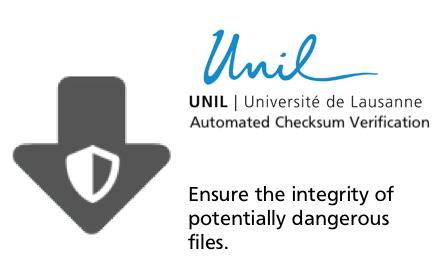 Unil
UNIL | Université de Lausanne
Automated Checksum Verification
Ensure the integrity of
potentially dangerous
files.